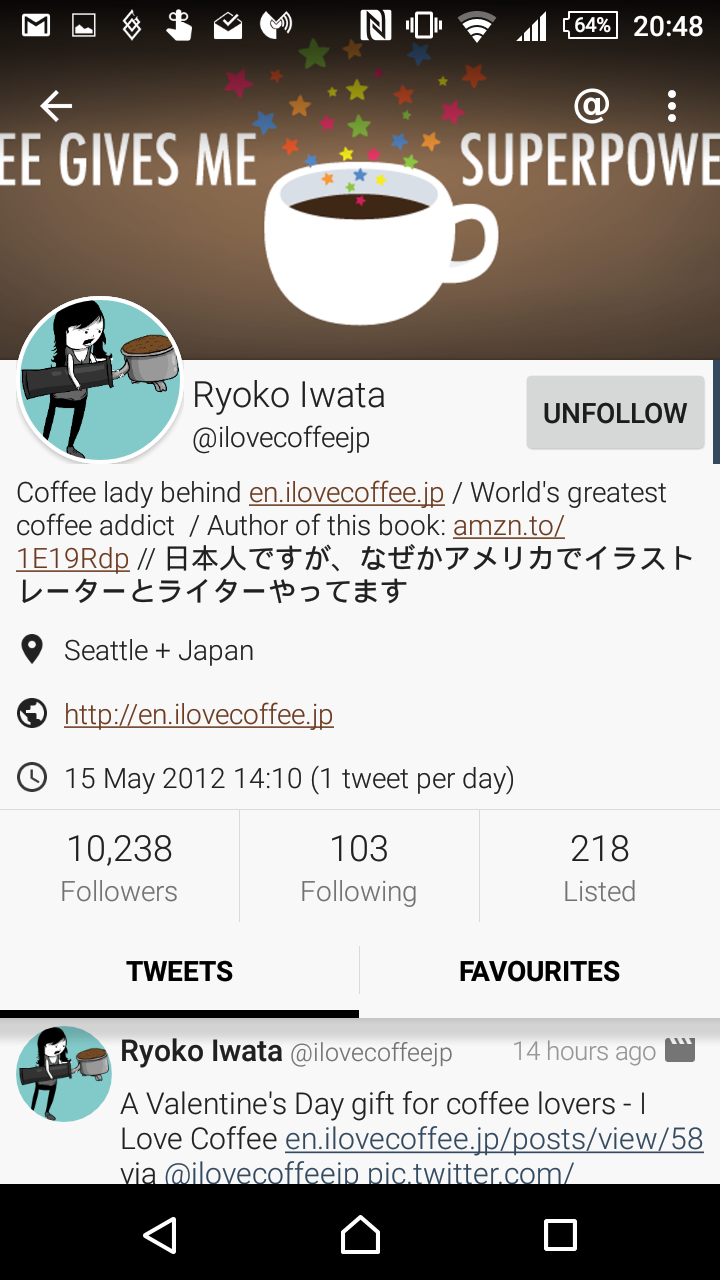 64% 20:48
EE GIVES ME SUPERPOWE
Ryoko Iwata
@ilovecoffeejp
UNFOLLOW
Coffee lady behind en.ilovecoffee.jp / World's greatest
coffee addict / Author of this book: amzn.to/
1E19Rdp // 日本人ですが、なぜかアメリカでイラスト
レーターとライターやってます
Seattle + Japan
http://en.ilovecoffee.jp
15 May 2012 14:10 (1 tweet per day)
10,238 103 218
Followers Following Listed
TWEETS FAVOURITES
Ryoko Iwata @ilovecoffeejp 14 hours ago
A Valentine's Day gift for coffee lovers - I
Love Coffee en.ilovecoffee.jp/posts/view/58
via @ilovecoffeejp pic.twitter.com/